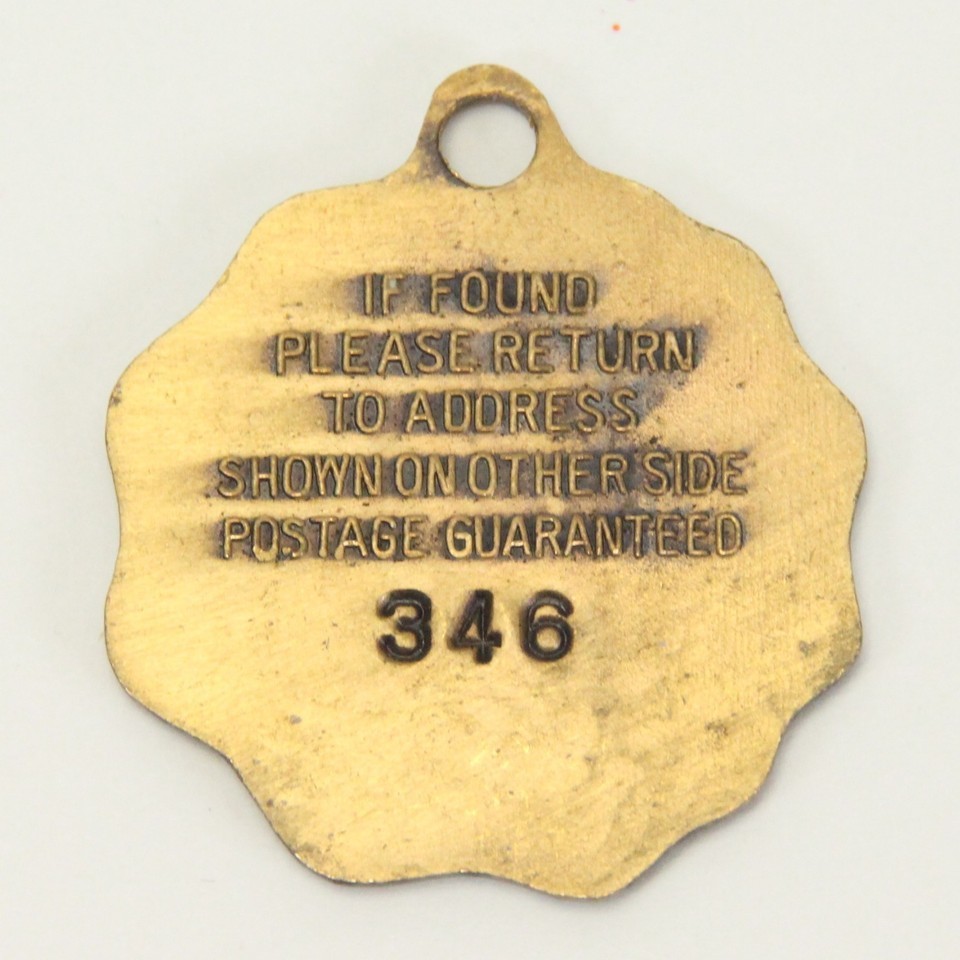 IF FOUND
PLEASE RETURN
TO ADDRESS
SHOWN ON OTHER SIDE
POSTAGE GUARANTEED
346